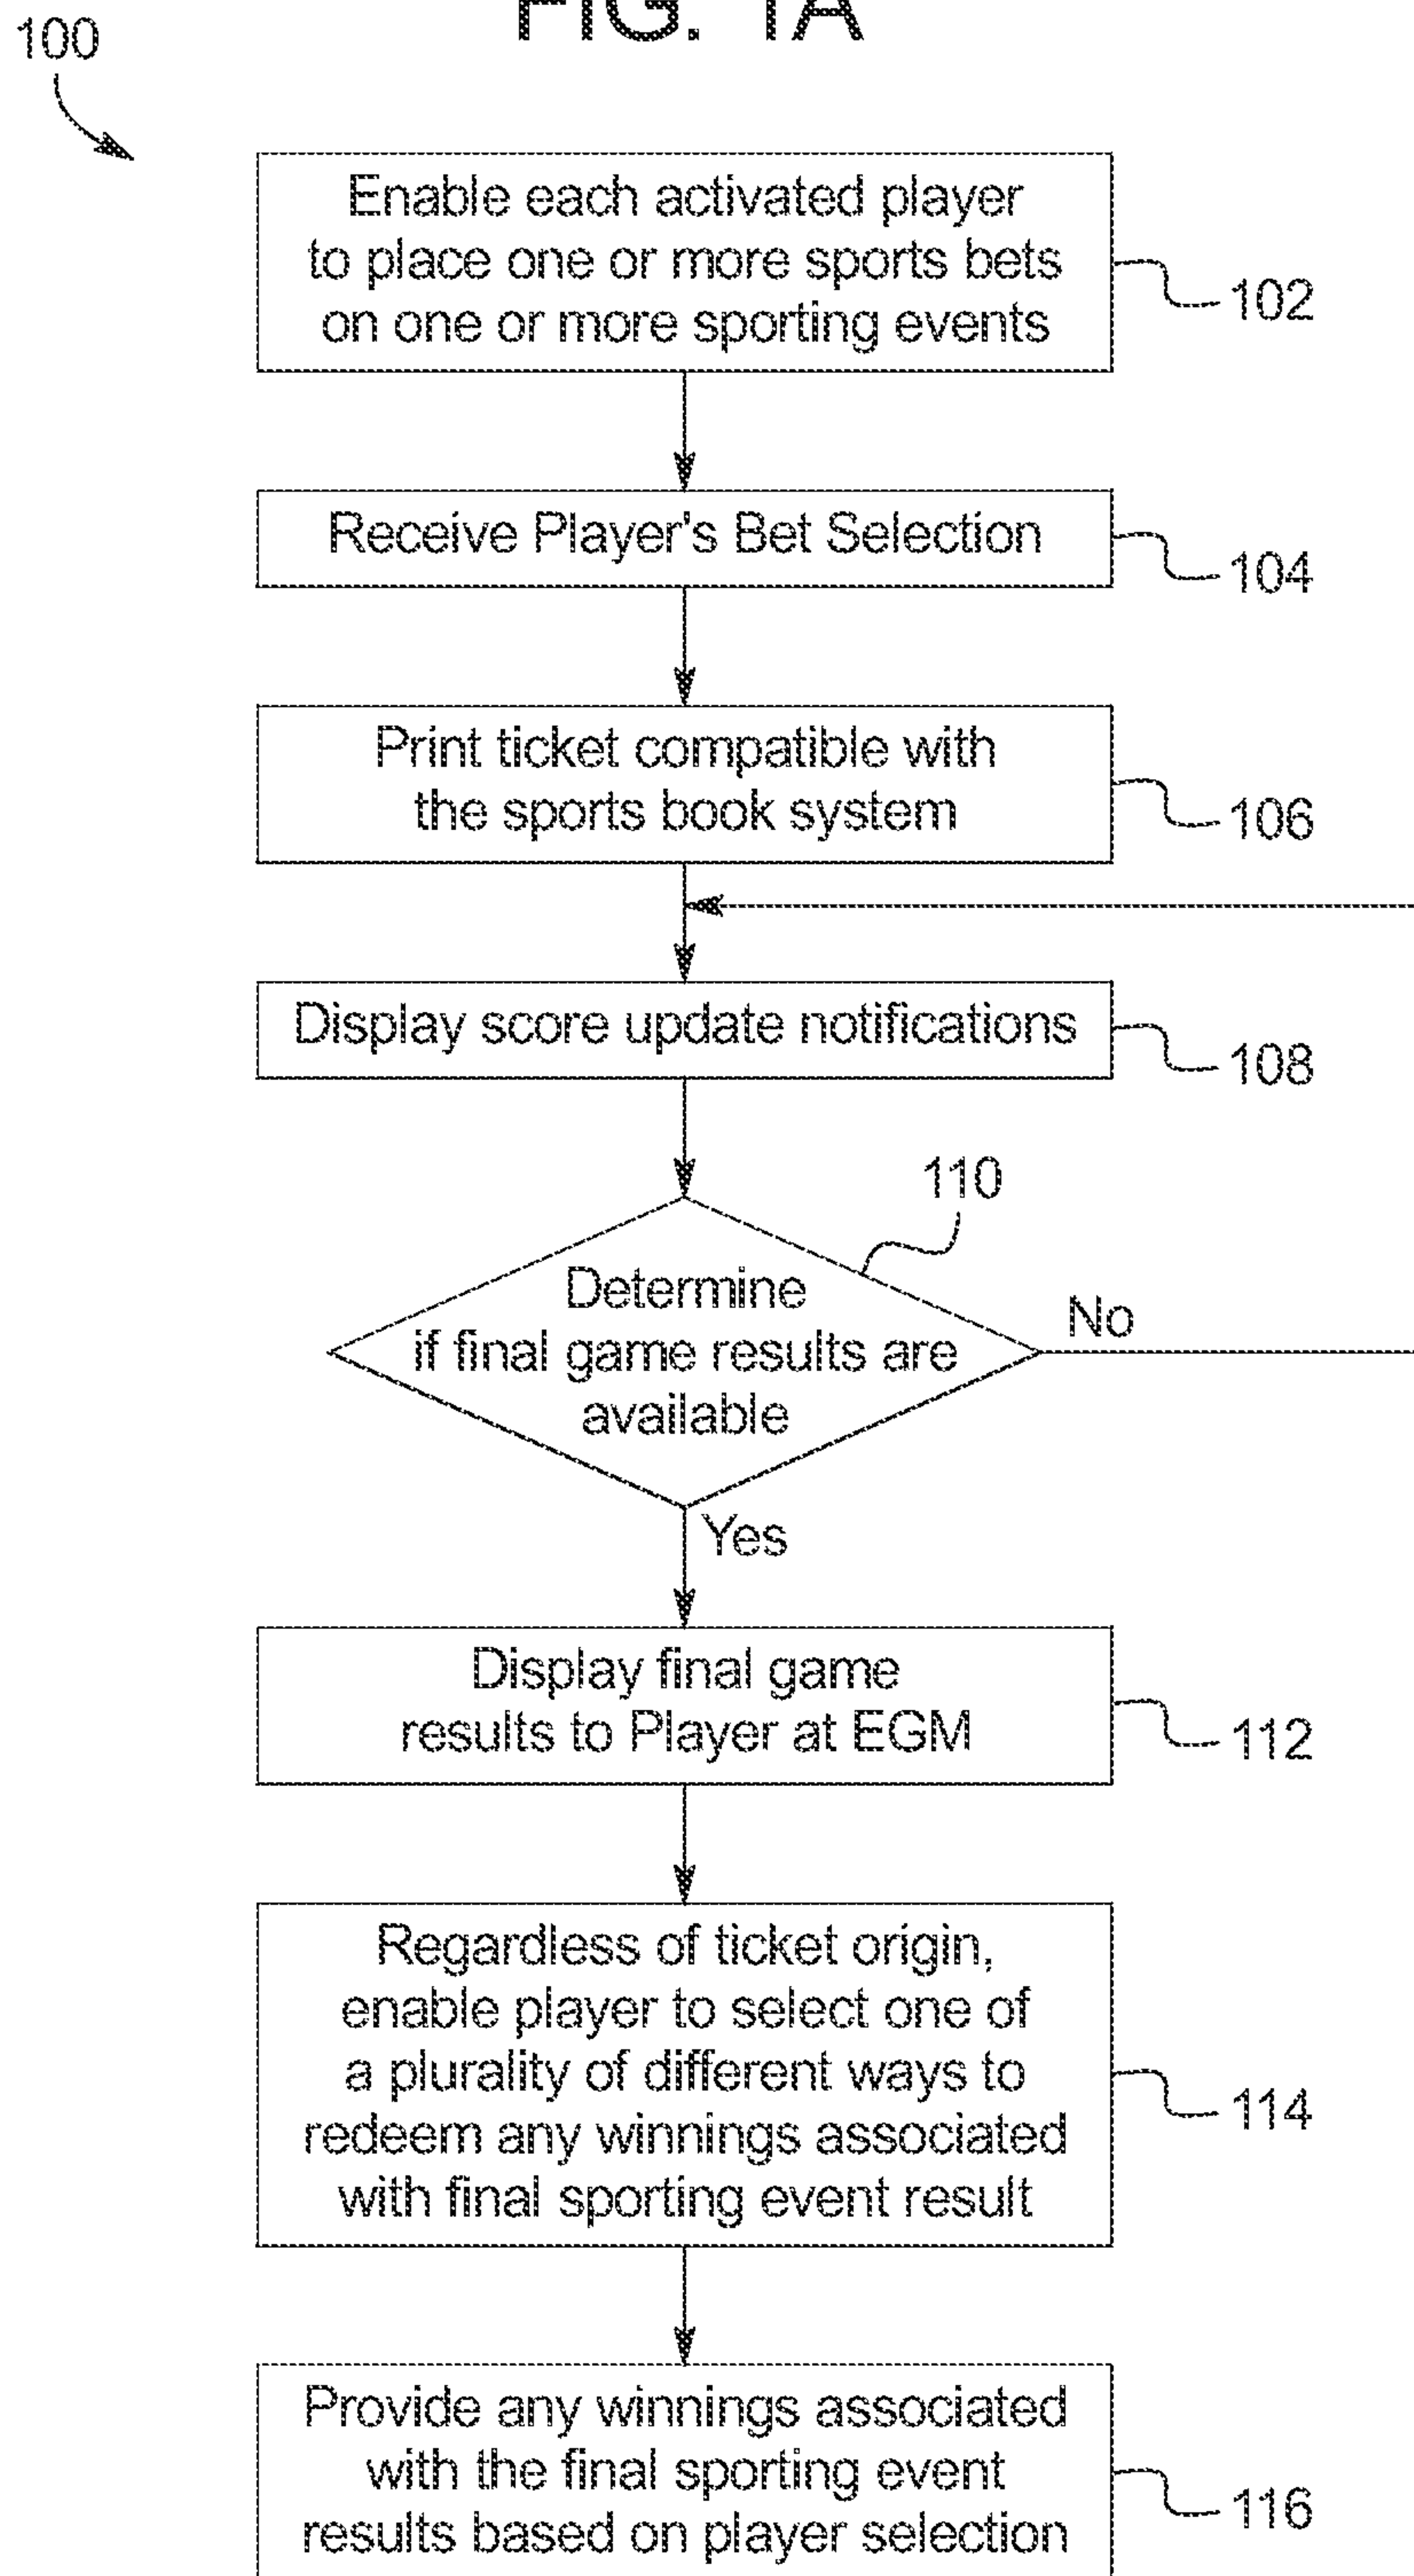 FIG. 1A
100
Enable each activated player
to place one or more sports bets
on one or more sporting events
102
Receive Player's Bet Selection
104
Print ticket compatible with
the sports book system
106
Display score update notifications
108
110
Determine
if final game results are
available
No
Yes
Display final game
results to Player at EGM
112
Regardless of ticket origin,
enable player to select one of
a plurality of different ways to
redeem any winnings associated
with final sporting event result
114
Provide any winnings associated
with the final sporting event
results based on player selection
116